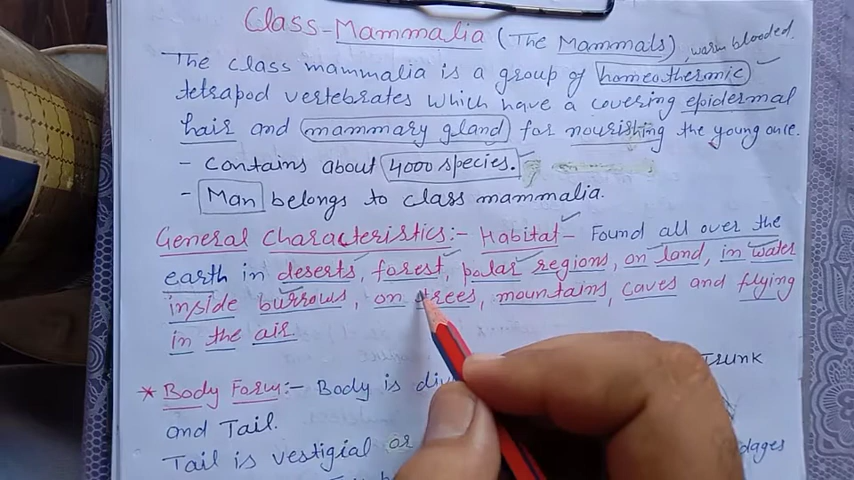 Class-Mammalia (The Mammals), warm blooded.
The class mammalia is a group of homeothermic
tetrapod vertebrates which have a covering epidermal
hair and mammary gland for nourishing the young once.
- Contains about 4000 species.
- Man belongs to class mammalia.
General Characteristics:- Habitat- Found all over the
earth in deserts, forest, polar regions, on land, in water
inside burrows, on trees, mountains, caves and flying
in the air.
* Body Form:- Body is div Trunk
and Tail.
Tail is vestigial or dages